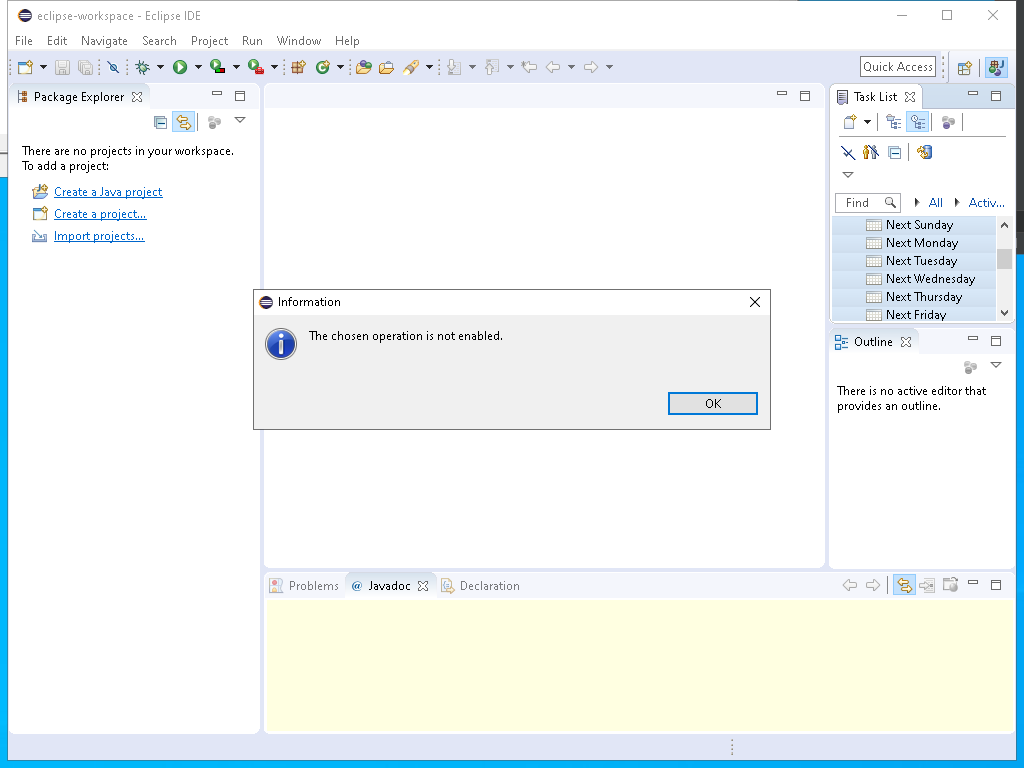 eclipse-workspace - Eclipse IDE
File Edit Navigate Search Project Run Window Help
Quick Access
Package Explorer
There are no projects in your workspace.
To add a project:
Create a Java project
Create a project...
Import projects...
Task List
Find All Activ...
Next Sunday
Next Monday
Next Tuesday
Next Wednesday
Next Thursday
Next Friday
Outline
There is no active editor that
provides an outline.
Information
The chosen operation is not enabled.
OK
Problems @ Javadoc Declaration